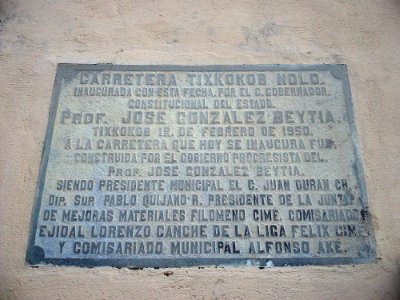 CARRETERA TIXKOKOB NOLO.
INAUGURADA CON ESTA FECHA, POR EL C. GOBERNADOR.
CONSTITUCIONAL DEL ESTADO.
PROF. JOSE GONZALEZ BEYTIA.
TIXKOKOB 12, DE FEBRERO DE 1950.
A LA CARRETERA QUE HOY SE INAUGURA FUE
CONSTRUIDA POR EL GOBIERNO PROGRESISTA DEL.
PROF. JOSE GONZALEZ BEYTIA.
SIENDO PRESIDENTE MUNICIPAL EL C. JUAN DURAN CH
DIP. SUP. PABLO QUIJANO R. PRESIDENTE DE LA JUNTA
DE MEJORAS MATERIALES FILOMENO CIME. COMISARIADO
EJIDAL LORENZO CANCHE DE LA LIGA FELIX CIME
Y COMISARIADO MUNICIPAL ALFONSO AKÉ.